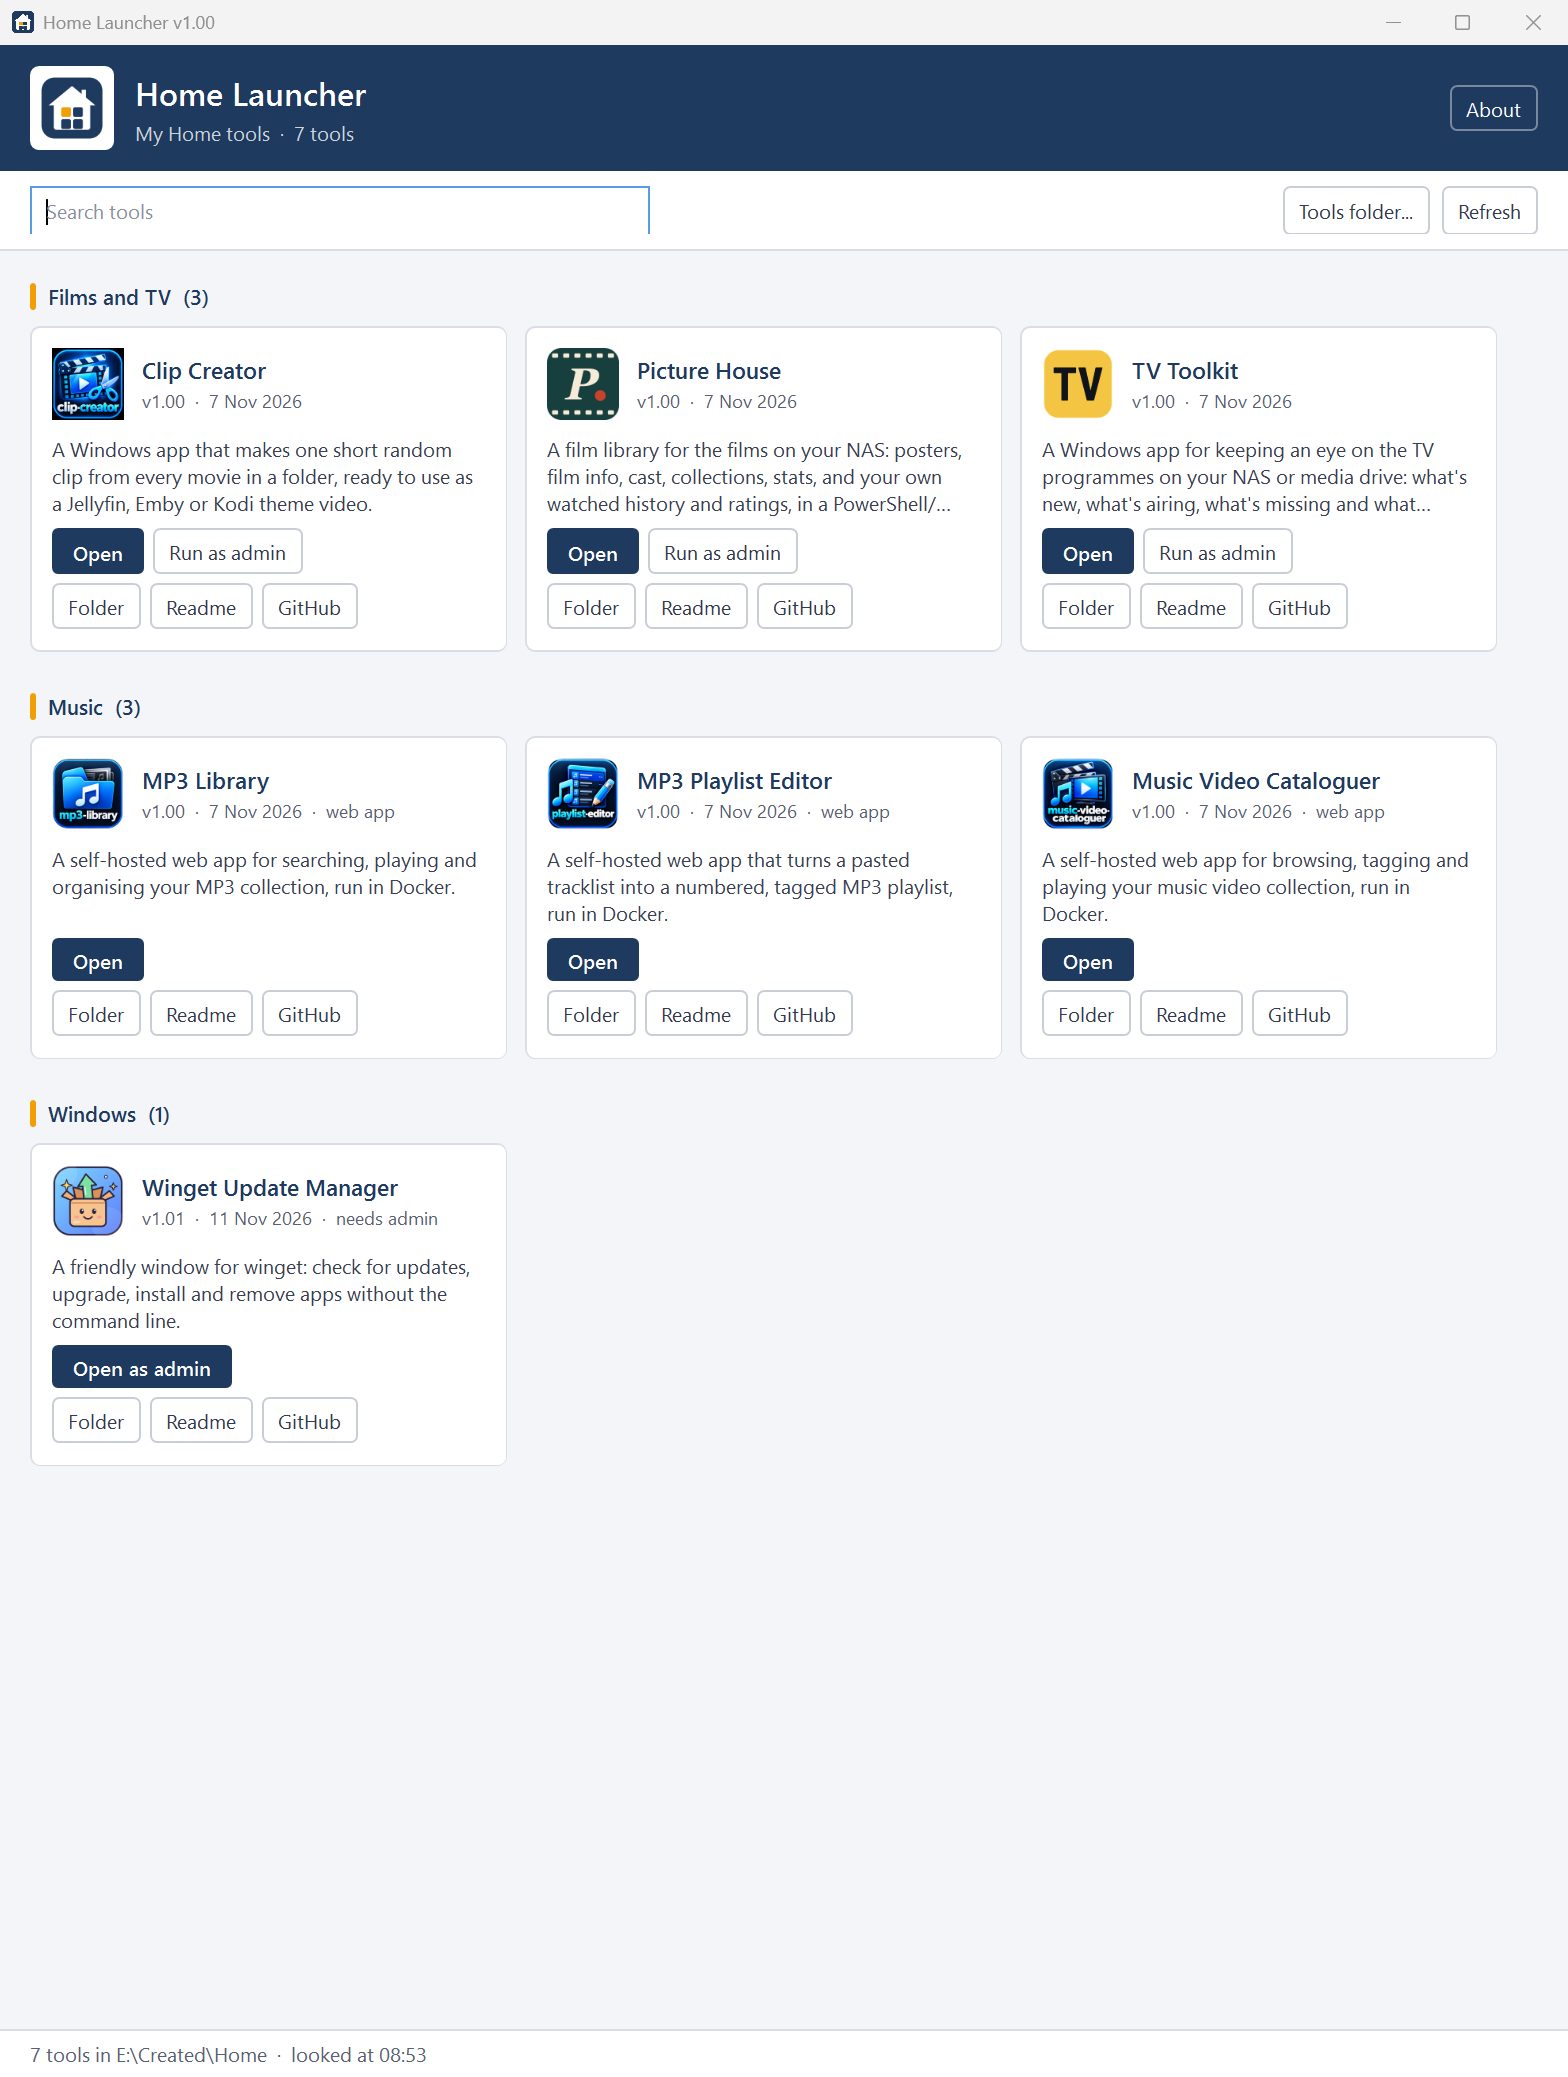 Home Launcher v1.00
Home Launcher
My Home tools · 7 tools
About
Search tools
Tools folder...
Refresh
Films and TV (3)
clip-creator
Clip Creator
v1.00 · 7 Nov 2026
A Windows app that makes one short random
clip from every movie in a folder, ready to use as
a Jellyfin, Emby or Kodi theme video.
Open
Run as admin
Folder
Readme
GitHub
P.
Picture House
v1.00 · 7 Nov 2026
A film library for the films on your NAS: posters,
film info, cast, collections, stats, and your own
watched history and ratings, in a PowerShell/...
Open
Run as admin
Folder
Readme
GitHub
TV
TV Toolkit
v1.00 · 7 Nov 2026
A Windows app for keeping an eye on the TV
programmes on your NAS or media drive: what's
new, what's airing, what's missing and what...
Open
Run as admin
Folder
Readme
GitHub
Music (3)
mp3-library
MP3 Library
v1.00 · 7 Nov 2026 · web app
A self-hosted web app for searching, playing and
organising your MP3 collection, run in Docker.
Open
Folder
Readme
GitHub
playlist-editor
MP3 Playlist Editor
v1.00 · 7 Nov 2026 · web app
A self-hosted web app that turns a pasted
tracklist into a numbered, tagged MP3 playlist,
run in Docker.
Open
Folder
Readme
GitHub
music-video-
cataloguer
Music Video Cataloguer
v1.00 · 7 Nov 2026 · web app
A self-hosted web app for browsing, tagging and
playing your music video collection, run in
Docker.
Open
Folder
Readme
GitHub
Windows (1)
Winget Update Manager
v1.01 · 11 Nov 2026 · needs admin
A friendly window for winget: check for updates,
upgrade, install and remove apps without the
command line.
Open as admin
Folder
Readme
GitHub
7 tools in E:\Created\Home · looked at 08:53